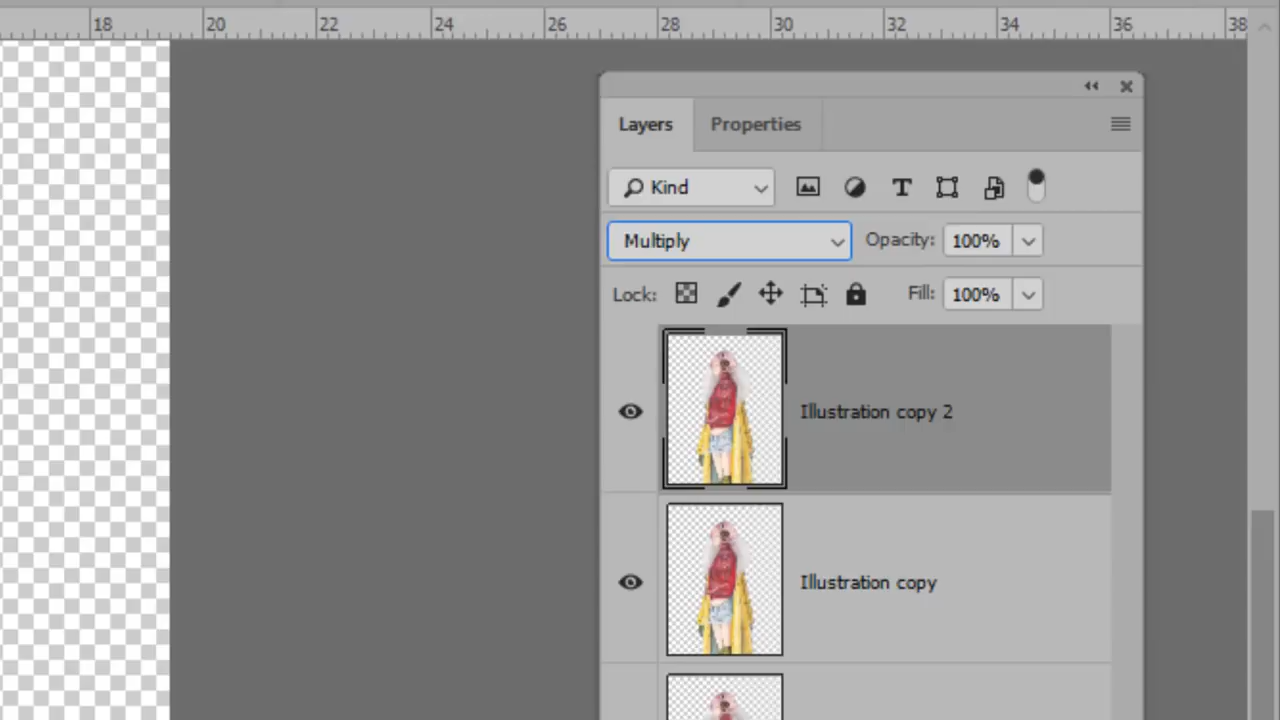 18 20 22 24 26 28 30 32 34 36 38
Layers Properties
Kind
Multiply Opacity: 100%
Lock: Fill: 100%
Illustration copy 2
Illustration copy